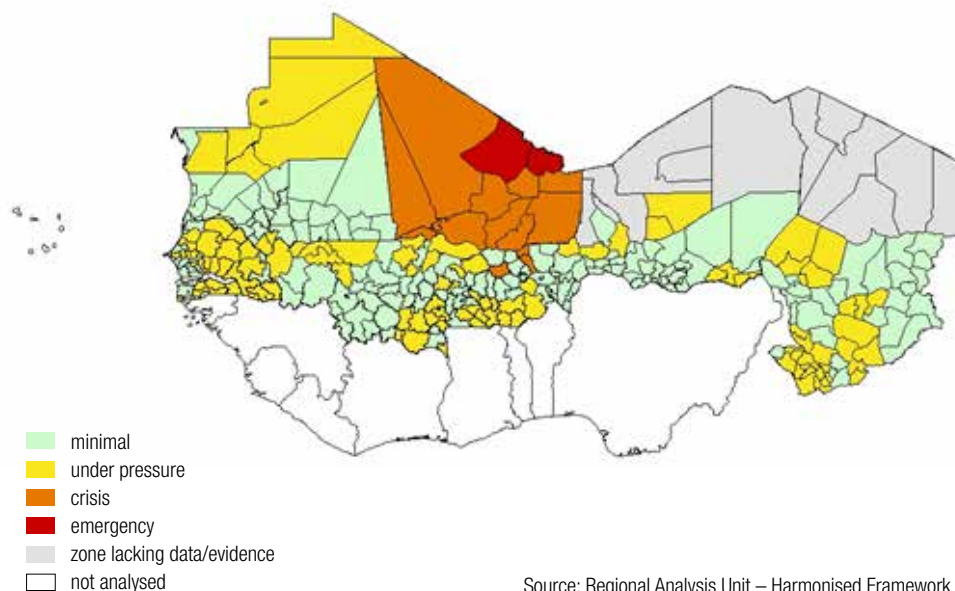 minimal
under pressure
crisis
emergency
zone lacking data/evidence
not analysed
Source: Regional Analysis Unit – Harmonised Framework